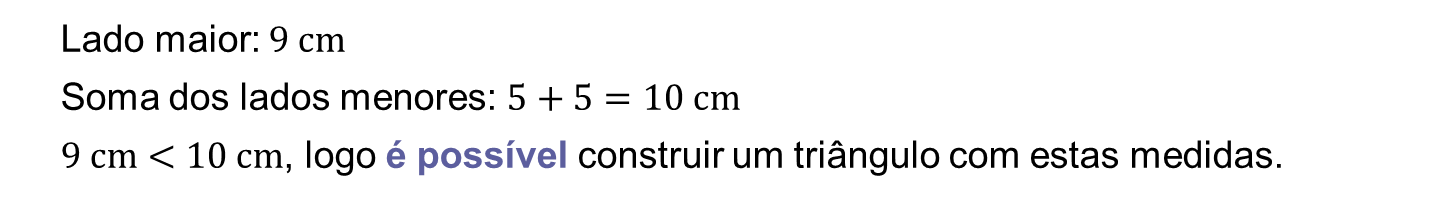 Lado maior: 9 cm
Soma dos lados menores: 5 + 5 = 10 cm
9 cm < 10 cm, logo é possível construir um triângulo com estas medidas.